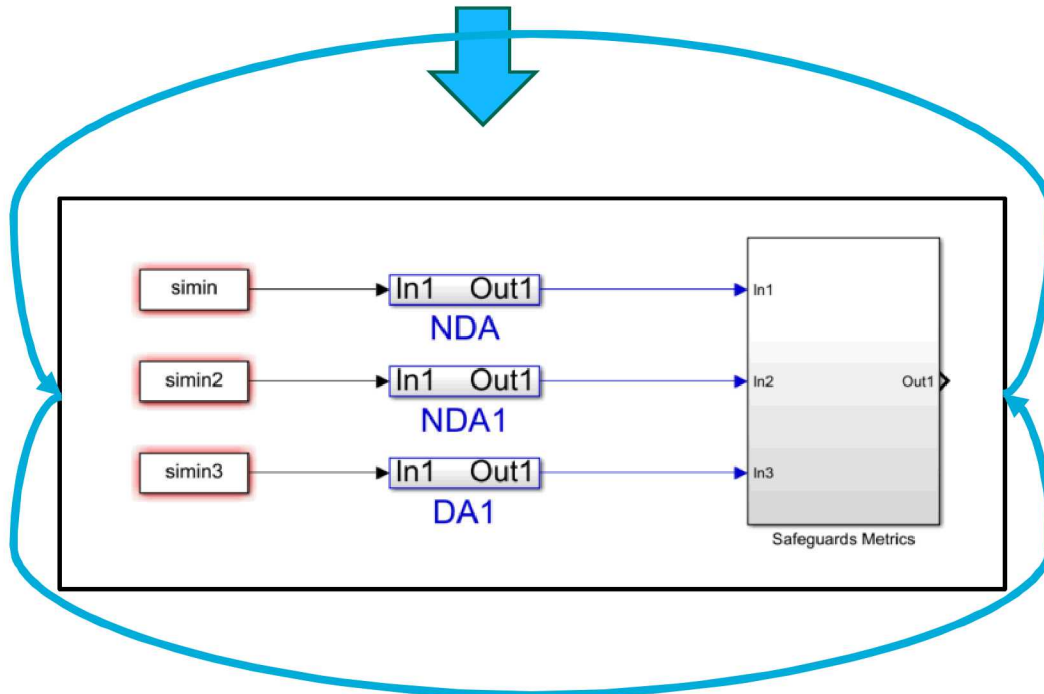 simin
In1 Out1
In1
NDA
simin2
In1 Out1
In2
Out1
NDA1
simin3
In1 Out1
In3
DA1
Safeguards Metrics